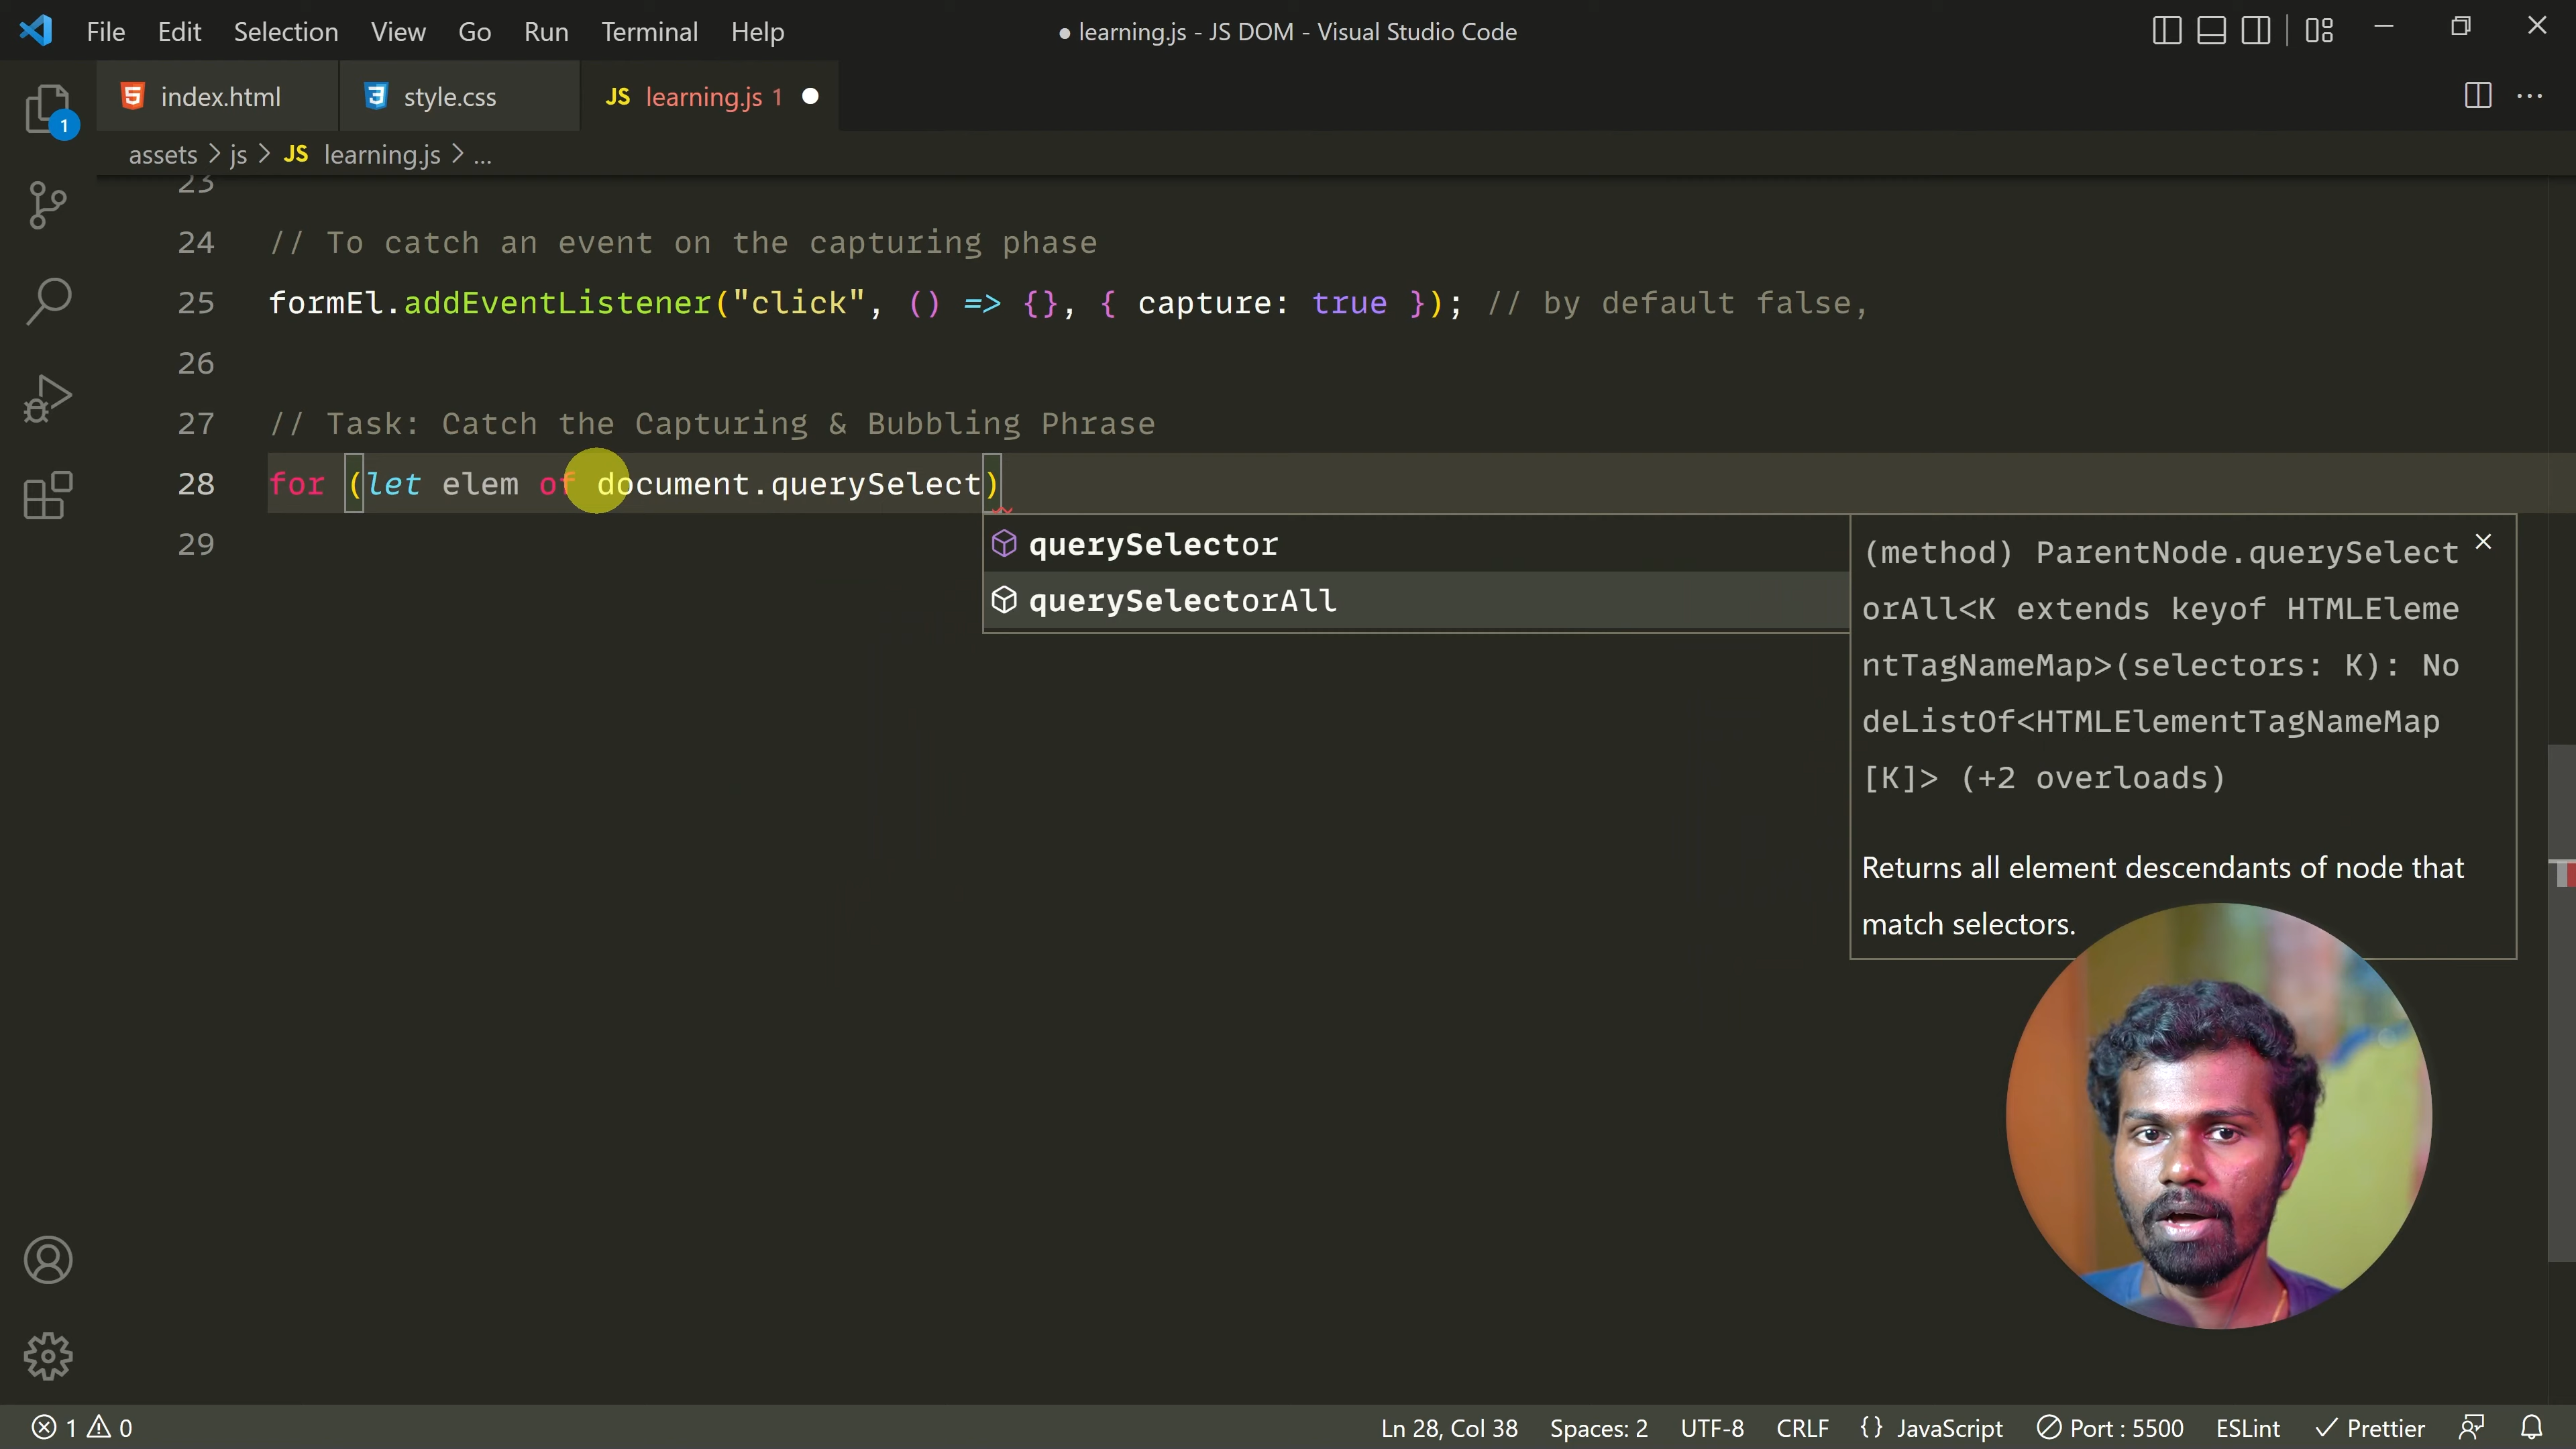 File Edit Selection View Go Run Terminal Help
● learning.js - JS DOM - Visual Studio Code
index.html
style.css
JS learning.js 1
1
assets > js > JS learning.js > ...
23
24 // To catch an event on the capturing phase
25 formEl.addEventListener("click", () => {}, { capture: true }); // by default false,
26
27 // Task: Catch the Capturing & Bubbling Phrase
28 for (let elem of document.querySelect)
29
querySelector
querySelectorAll
(method) ParentNode.querySelect
orAll<K extends keyof HTMLEleme
ntTagNameMap>(selectors: K): No
deListOf<HTMLElementTagNameMap
[K]> (+2 overloads)
Returns all element descendants of node that
match selectors.
1 0
Ln 28, Col 38 Spaces: 2 UTF-8 CRLF {} JavaScript Port : 5500 ESLint ✓ Prettier